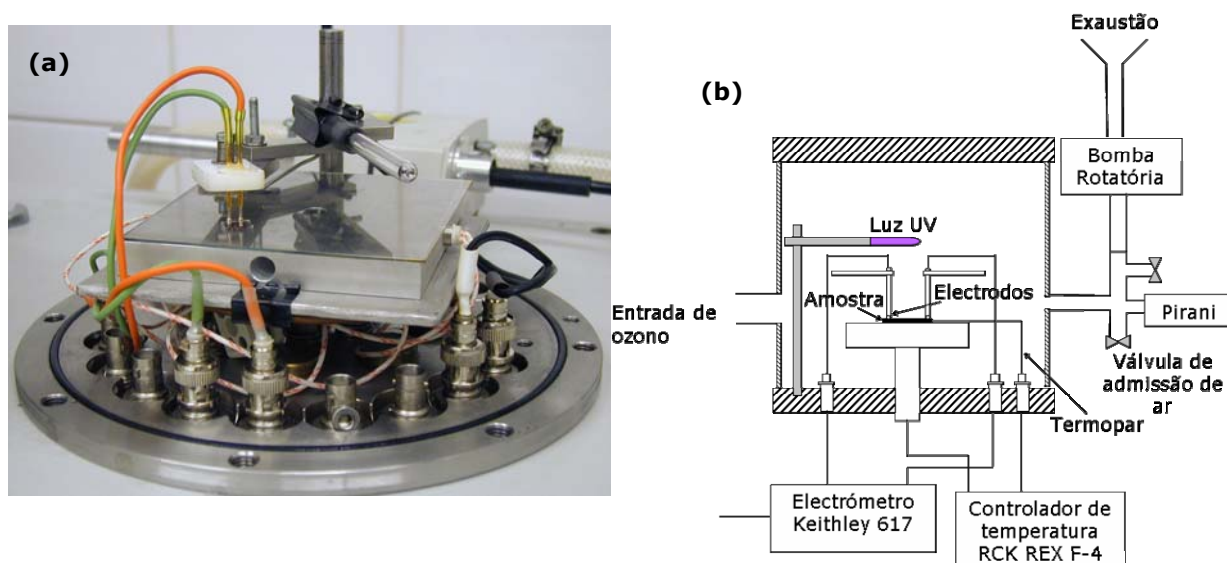 (a)
(b)
Exaustão
Bomba
Rotatória
Luz UV
Amostra
Electrodos
Entrada de
ozono
Pirani
Válvula de
admissão de
ar
Termopar
Electrómetro
Keithley 617
Controlador de
temperatura
RCK REX F-4